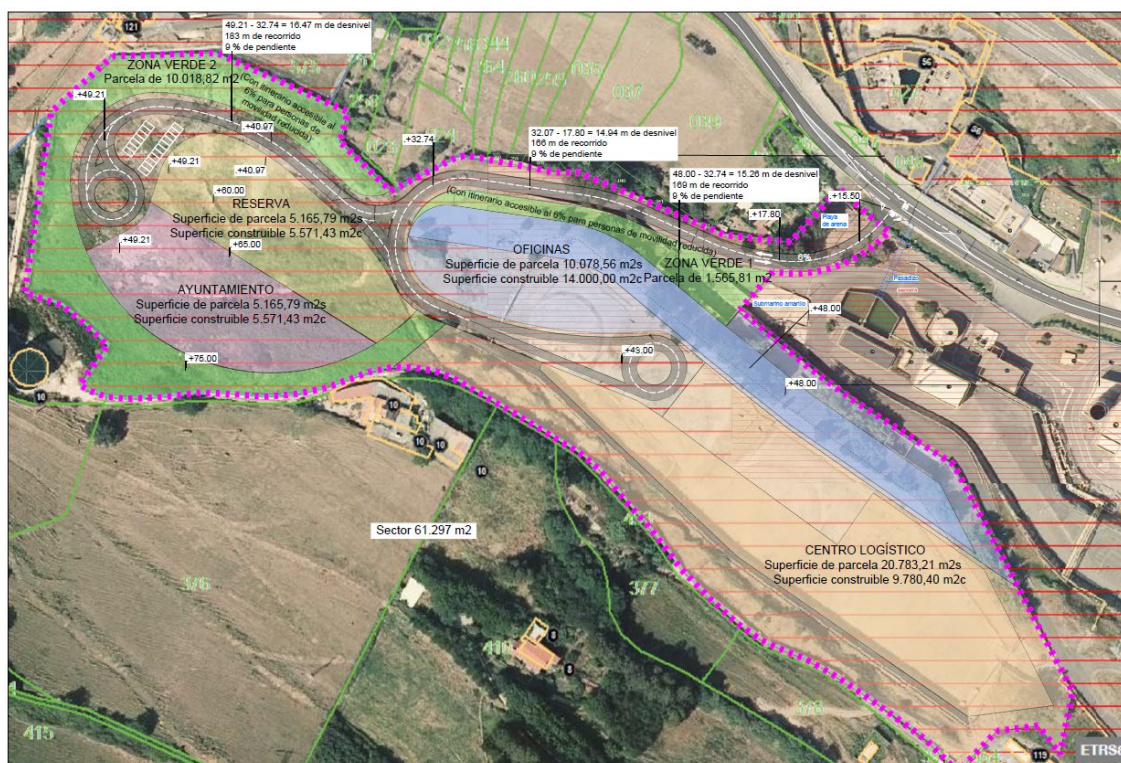 49.21 - 32.74 = 16.47 m de desnivel
183 m de recorrido
9 % de pendiente
121
ZONA VERDE 2
Parcela de 10.018,82 m2
(Con itinerario accesible al
6% para personas de
movilidad reducida)
.+49.21
.+40.97
.+32.74
32.07 - 17.80 = 14.94 m de desnivel
166 m de recorrido
9 % de pendiente
48.00 - 32.74 = 15.26 m de desnivel
169 m de recorrido
9 % de pendiente
56
56
.+49.21
.+40.97
.+60.00
RESERVA
Superficie de parcela 5.165,79 m2s
Superficie construible 5.571,43 m2c
(Con itinerario accesible al 6% para personas de movilidad reducida)
.+15.50
.+17.80
Playa
de arena
9%
.+49.21
.+65.00
OFICINAS
Superficie de parcela 10.078,56 m2s
Superficie construible 14.000,00 m2c
ZONA VERDE 1
Parcela de 1.565,81 m2
AYUNTAMIENTO
Superficie de parcela 5.165,79 m2s
Superficie construible 5.571,43 m2c
Submarino amarillo
.+48.00
.+75.00
.+48.00
10
10
10
10
10
Sector 61.297 m2
376
377
CENTRO LOGÍSTICO
Superficie de parcela 20.783,21 m2s
Superficie construible 9.780,40 m2c
8
8
415
119